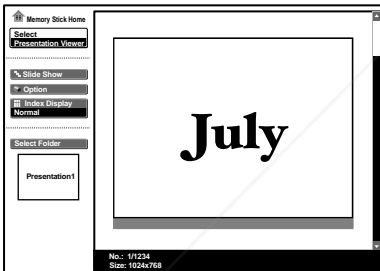 Memory Stick Home
Select
Presentation Viewer
Slide Show
Option
Index Display
Normal
Select Folder
Presentation1
July
No.: 1/1234
Size: 1024x768